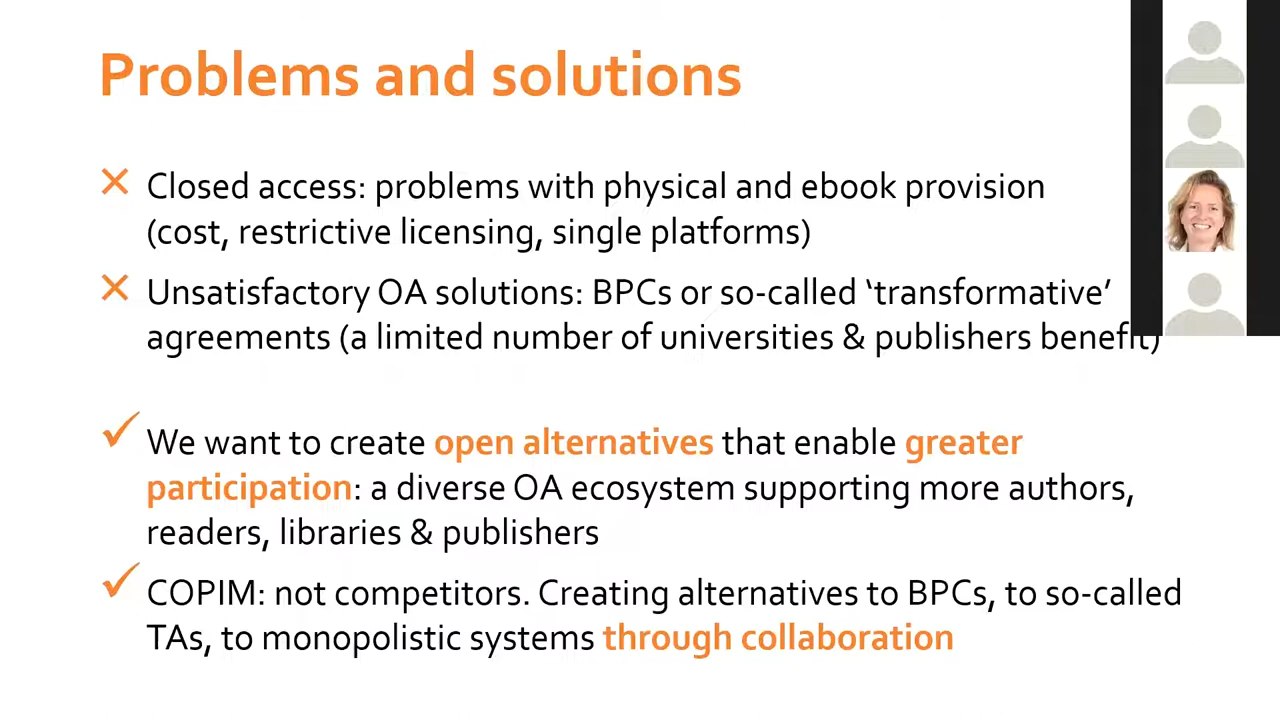 Problems and solutions
✕ Closed access: problems with physical and ebook provision
(cost, restrictive licensing, single platforms)
✕ Unsatisfactory OA solutions: BPCs or so-called ‘transformative’
agreements (a limited number of universities & publishers benefit)
✓ We want to create open alternatives that enable greater
participation: a diverse OA ecosystem supporting more authors,
readers, libraries & publishers
✓ COPIM: not competitors. Creating alternatives to BPCs, to so-called
TAs, to monopolistic systems through collaboration